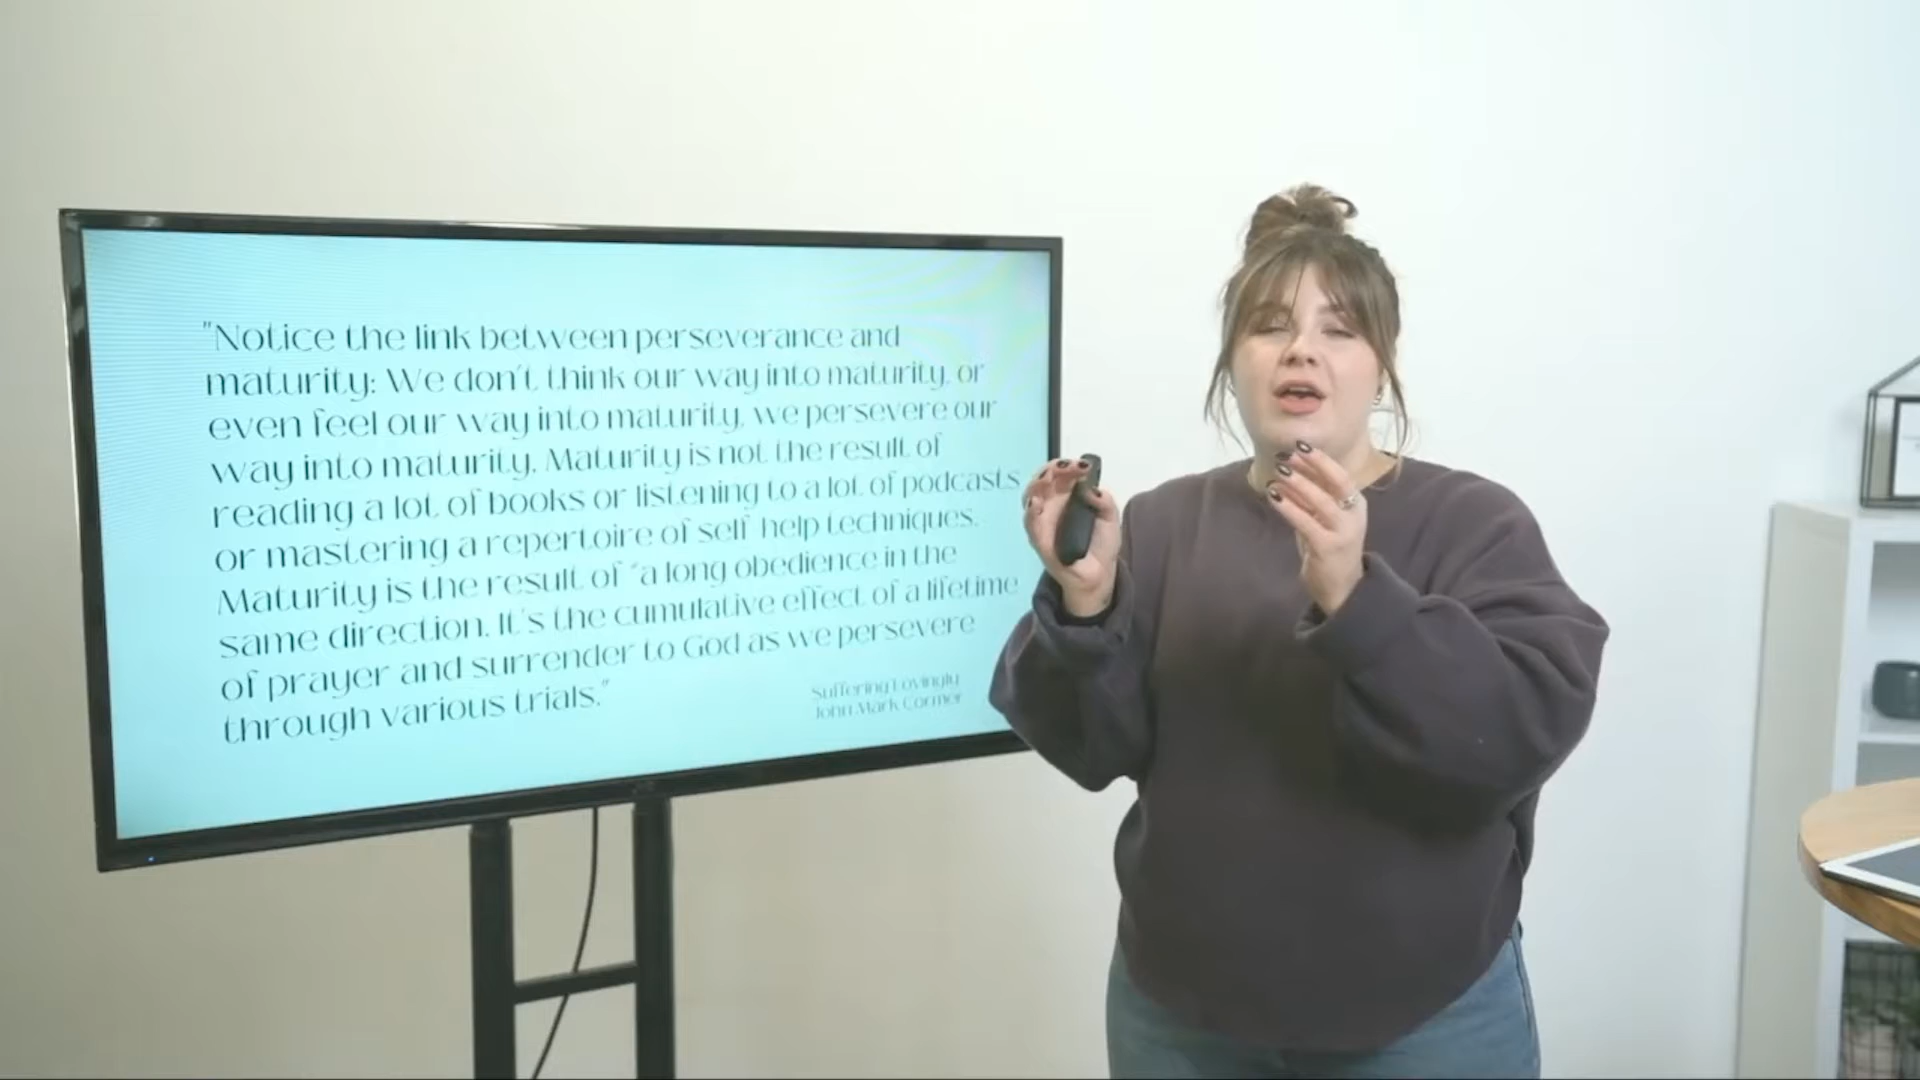 "Notice the link between perseverance and
maturity: We don't think our way into maturity, or
even feel our way into maturity, we persevere our
way into maturity. Maturity is not the result of
reading a lot of books or listening to a lot of podcasts
or mastering a repertoire of self help techniques.
Maturity is the result of "a long obedience in the
same direction. It's the cumulative effect of a lifetime
of prayer and surrender to God as we persevere
through various trials."
Suffering Lovingly
John Mark Cormer